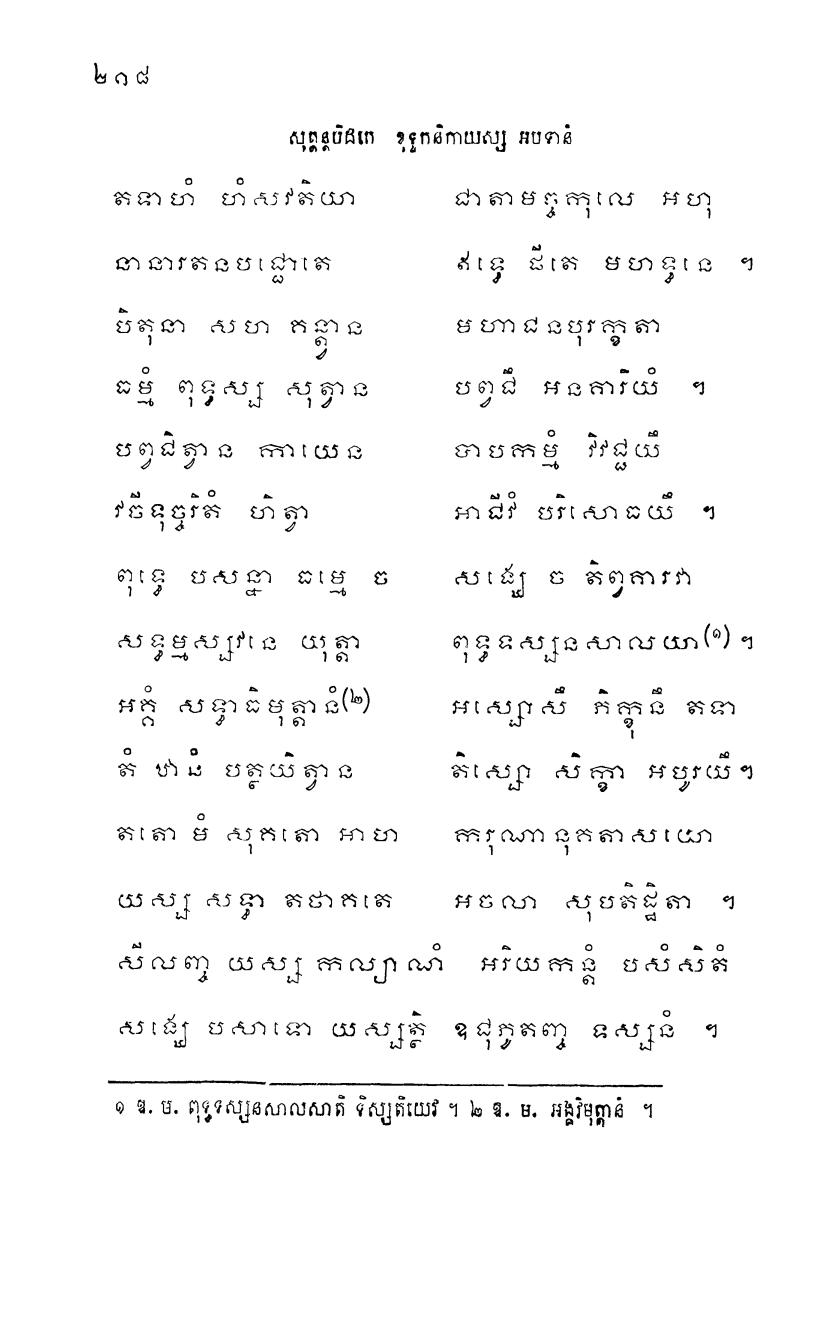 ២១៨
សុត្តន្តបិដកេ ខុទ្ទកនិកាយស្ស អបទានំ
តទាហំ ហំសវតិយា ជាតាមច្ចកុលេ អហុ
នានារតនបជ្ជោតេ ឥទ្ធេ ផីតេ មហទ្ធនេ ។
បិតុនា សហ គន្ត្វាន មហាជនបុរក្ខតា
ធម្មំ ពុទ្ធស្ស សុត្វាន បព្វជឹ អនគារិយំ ។
បព្វជិត្វាន កាយេន បាបកម្មំ វិវជ្ជយឹ
វចីទុច្ចរិតំ ហិត្វា អាជីវំ បរិសោធយឹ ។
ពុទ្ធេ បសន្នា ធម្មេ ច សង្ឃេ ច តិព្វគារវា
សទ្ធម្មស្សវនេ យុត្តា ពុទ្ធទស្សនសាលយា(១) ។
អគ្គំ សទ្ធាធិមុត្តានំ(២) អស្សោសឹ ភិក្ខុនឹ តទា
តំ ឋានំ បត្ថយិត្វាន តិស្សោ សិក្ខា អបូរយឹ។
តតោ មំ សុគតោ អាហ ករុណានុគតាសយោ
យស្ស សទ្ធា តថាគតេ អចលា សុបតិដ្ឋិតា ។
សីលញ្ច យស្ស កល្យាណំ អរិយកន្តំ បសំសិតំ
សង្ឃេ បសាទោ យស្សត្ថិ ឧជុភូតញ្ច ទស្សនំ ។
១ ឱ. ម. ពុទ្ធទស្សនសាលសាតិ ទិស្សតិយេវ ។ ២ ឱ. ម. អង្គវិមុត្តានំ ។